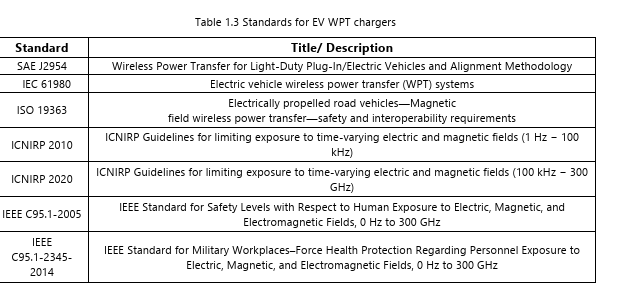 Table 1.3 Standards for EV WPT chargers
Standard Title/ Description
SAE J2954 Wireless Power Transfer for Light-Duty Plug-In/Electric Vehicles and Alignment Methodology
IEC 61980 Electric vehicle wireless power transfer (WPT) systems
ISO 19363 Electrically propelled road vehicles—Magnetic
field wireless power transfer—safety and interoperability requirements
ICNIRP 2010 ICNIRP Guidelines for limiting exposure to time-varying electric and magnetic fields (1 Hz – 100
kHz)
ICNIRP 2020 ICNIRP Guidelines for limiting exposure to time-varying electric and magnetic fields (100 kHz – 300
GHz)
IEEE C95.1-2005 IEEE Standard for Safety Levels with Respect to Human Exposure to Electric, Magnetic, and
Electromagnetic Fields, 0 Hz to 300 GHz
IEEE
C95.1-2345-
2014
IEEE Standard for Military Workplaces–Force Health Protection Regarding Personnel Exposure to
Electric, Magnetic, and Electromagnetic Fields, 0 Hz to 300 GHz